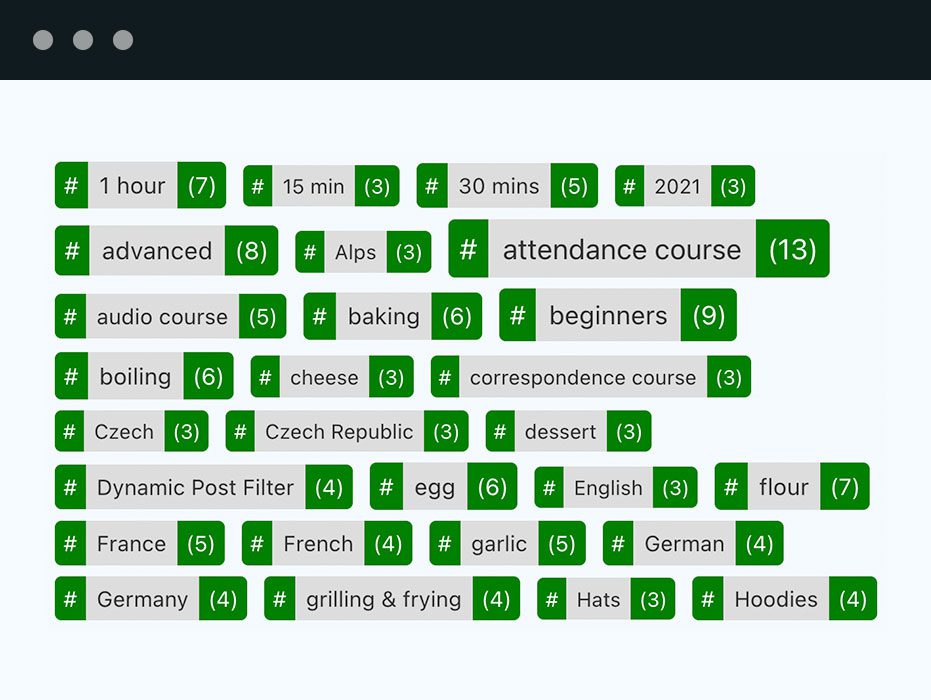 # 1 hour (7) # 15 min (3) # 30 mins (5) # 2021 (3)
# advanced (8) # Alps (3) # attendance course (13)
# audio course (5) # baking (6) # beginners (9)
# boiling (6) # cheese (3) # correspondence course (3)
# Czech (3) # Czech Republic (3) # dessert (3)
# Dynamic Post Filter (4) # egg (6) # English (3) # flour (7)
# France (5) # French (4) # garlic (5) # German (4)
# Germany (4) # grilling & frying (4) # Hats (3) # Hoodies (4)